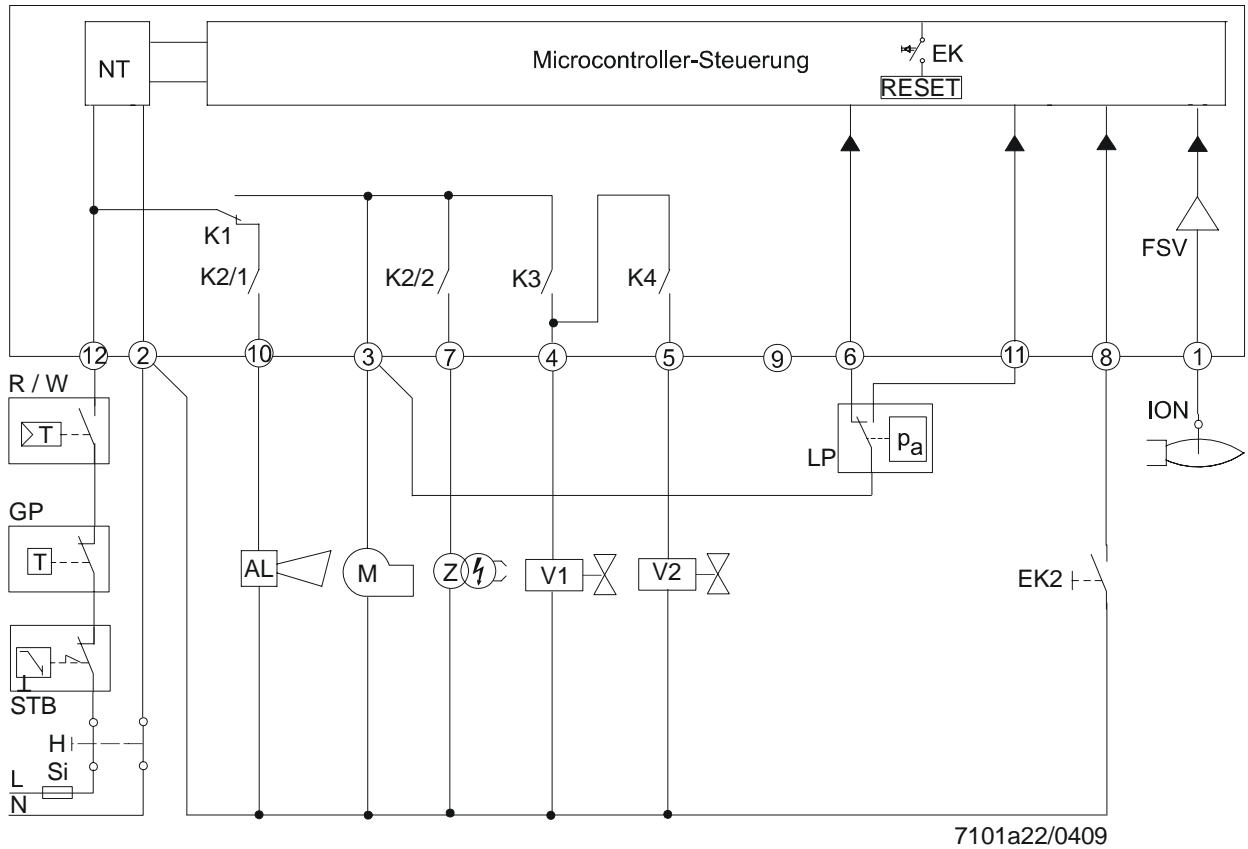 NT
Microcontroller-Steuerung
EK
RESET
FSV
K1
K2/1
K2/2
K3
K4
12
2
10
3
7
4
5
9
6
11
8
1
R / W
T
ION
LP
pa
GP
T
AL
M
Z
V1
V2
EK2
STB
H
Si
L
N
7101a22/0409